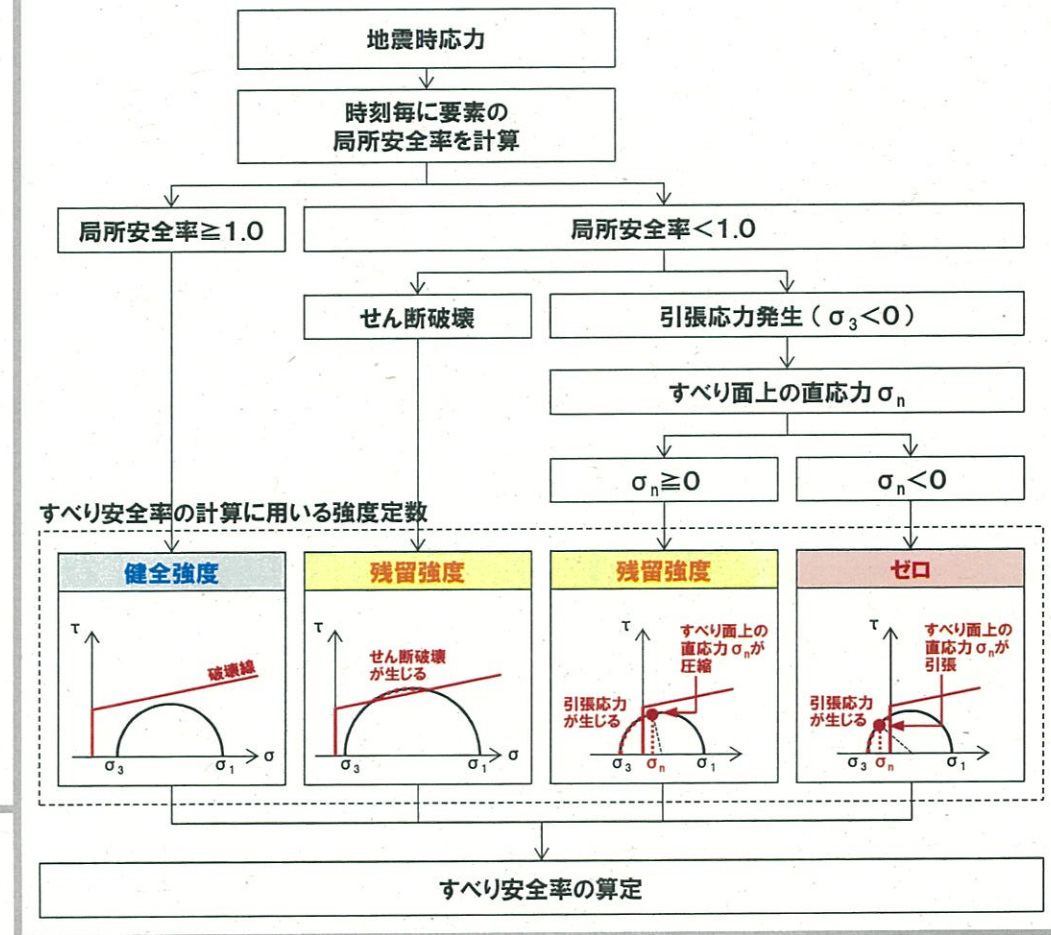 地震時応力
時刻毎に要素の
局所安全率を計算
局所安全率≧1.0
局所安全率<1.0
せん断破壊
引張応力発生(σ₃<0)
すべり面上の直応力σₙ
σₙ≧0
σₙ<0
すべり安全率の計算に用いる強度定数
健全強度
残留強度
残留強度
ゼロ
τ
破壊線
σ₃
σ₁
σ
τ
せん断破壊
が生じる
σ₃
σ₁
σ
τ
すべり面上の
直応力σₙが
圧縮
引張応力
が生じる
σ₃
σₙ
σ₁
τ
すべり面上の
直応力σₙが
引張
引張応力
が生じる
σ₃
σₙ
σ₁
すべり安全率の算定